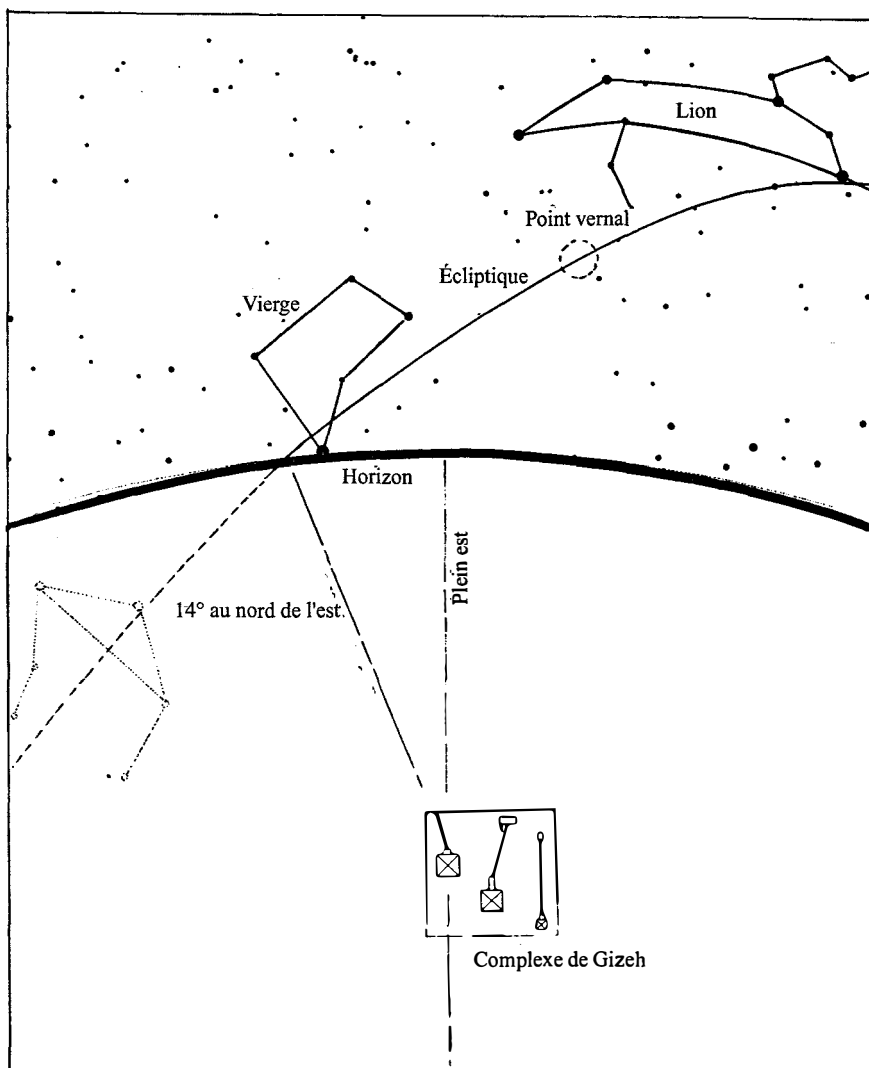 Lion
Point vernal
Écliptique
Vierge
Horizon
Plein est
14° au nord de l'est
Complexe de Gizeh